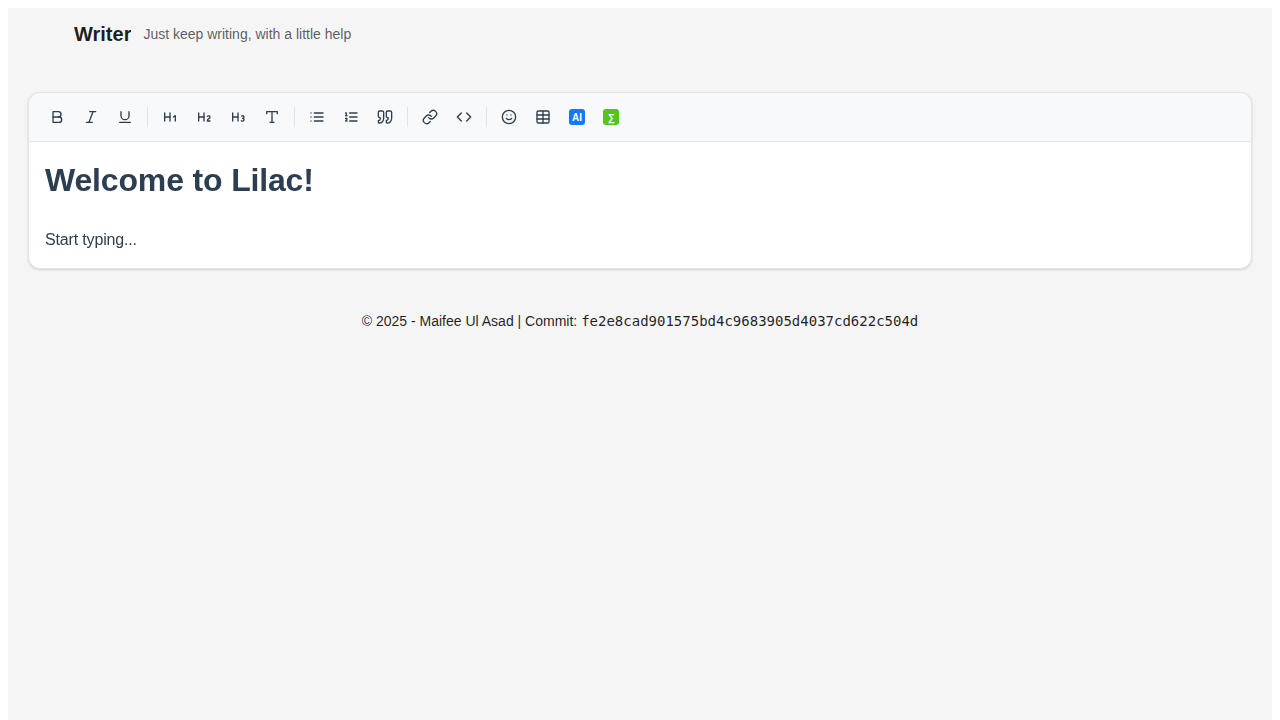 Writer Just keep writing, with a little help
B I U H1 H2 H3 T AI ∑
Welcome to Lilac!
Start typing...
© 2025 - Maifee Ul Asad | Commit: fe2e8cad901575bd4c9683905d4037cd622c504d